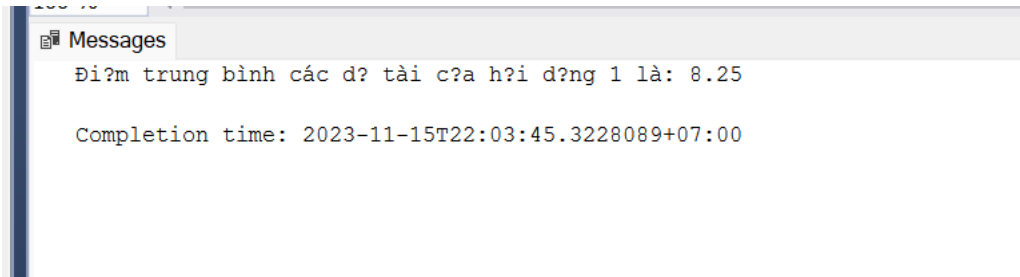 Messages
Đi?m trung bình các d? tài c?a h?i d?ng 1 là: 8.25
Completion time: 2023-11-15T22:03:45.3228089+07:00